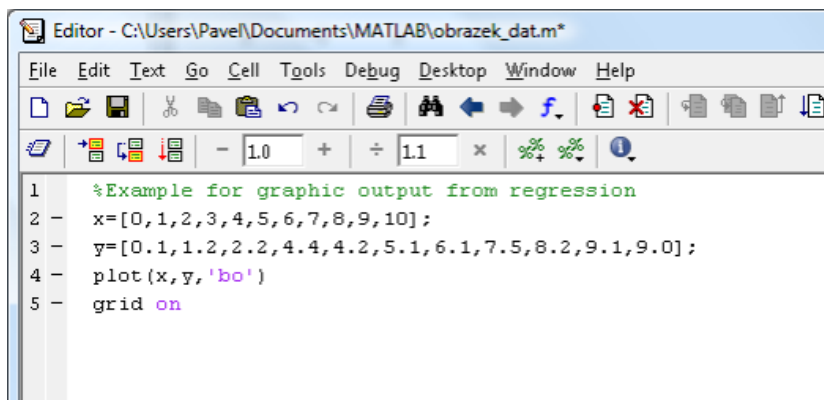 Editor - C:\Users\Pavel\Documents\MATLAB\obrazek_dat.m*
File Edit Text Go Cell Tools Debug Desktop Window Help
- 1.0 + ÷ 1.1 ×
1 %Example for graphic output from regression
2 - x=[0,1,2,3,4,5,6,7,8,9,10];
3 - y=[0.1,1.2,2.2,4.4,4.2,5.1,6.1,7.5,8.2,9.1,9.0];
4 - plot(x,y,'bo')
5 - grid on